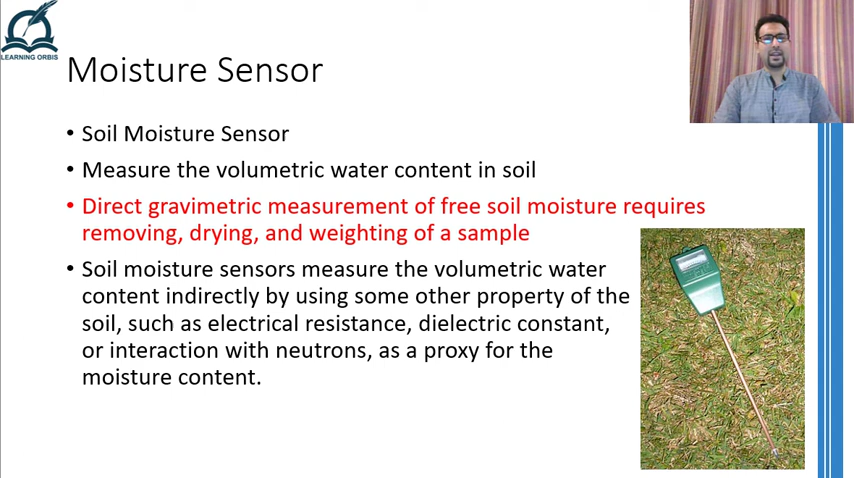 LEARNING ORBIS
Moisture Sensor
• Soil Moisture Sensor
• Measure the volumetric water content in soil
• Direct gravimetric measurement of free soil moisture requires
removing, drying, and weighting of a sample
• Soil moisture sensors measure the volumetric water
content indirectly by using some other property of the
soil, such as electrical resistance, dielectric constant,
or interaction with neutrons, as a proxy for the
moisture content.